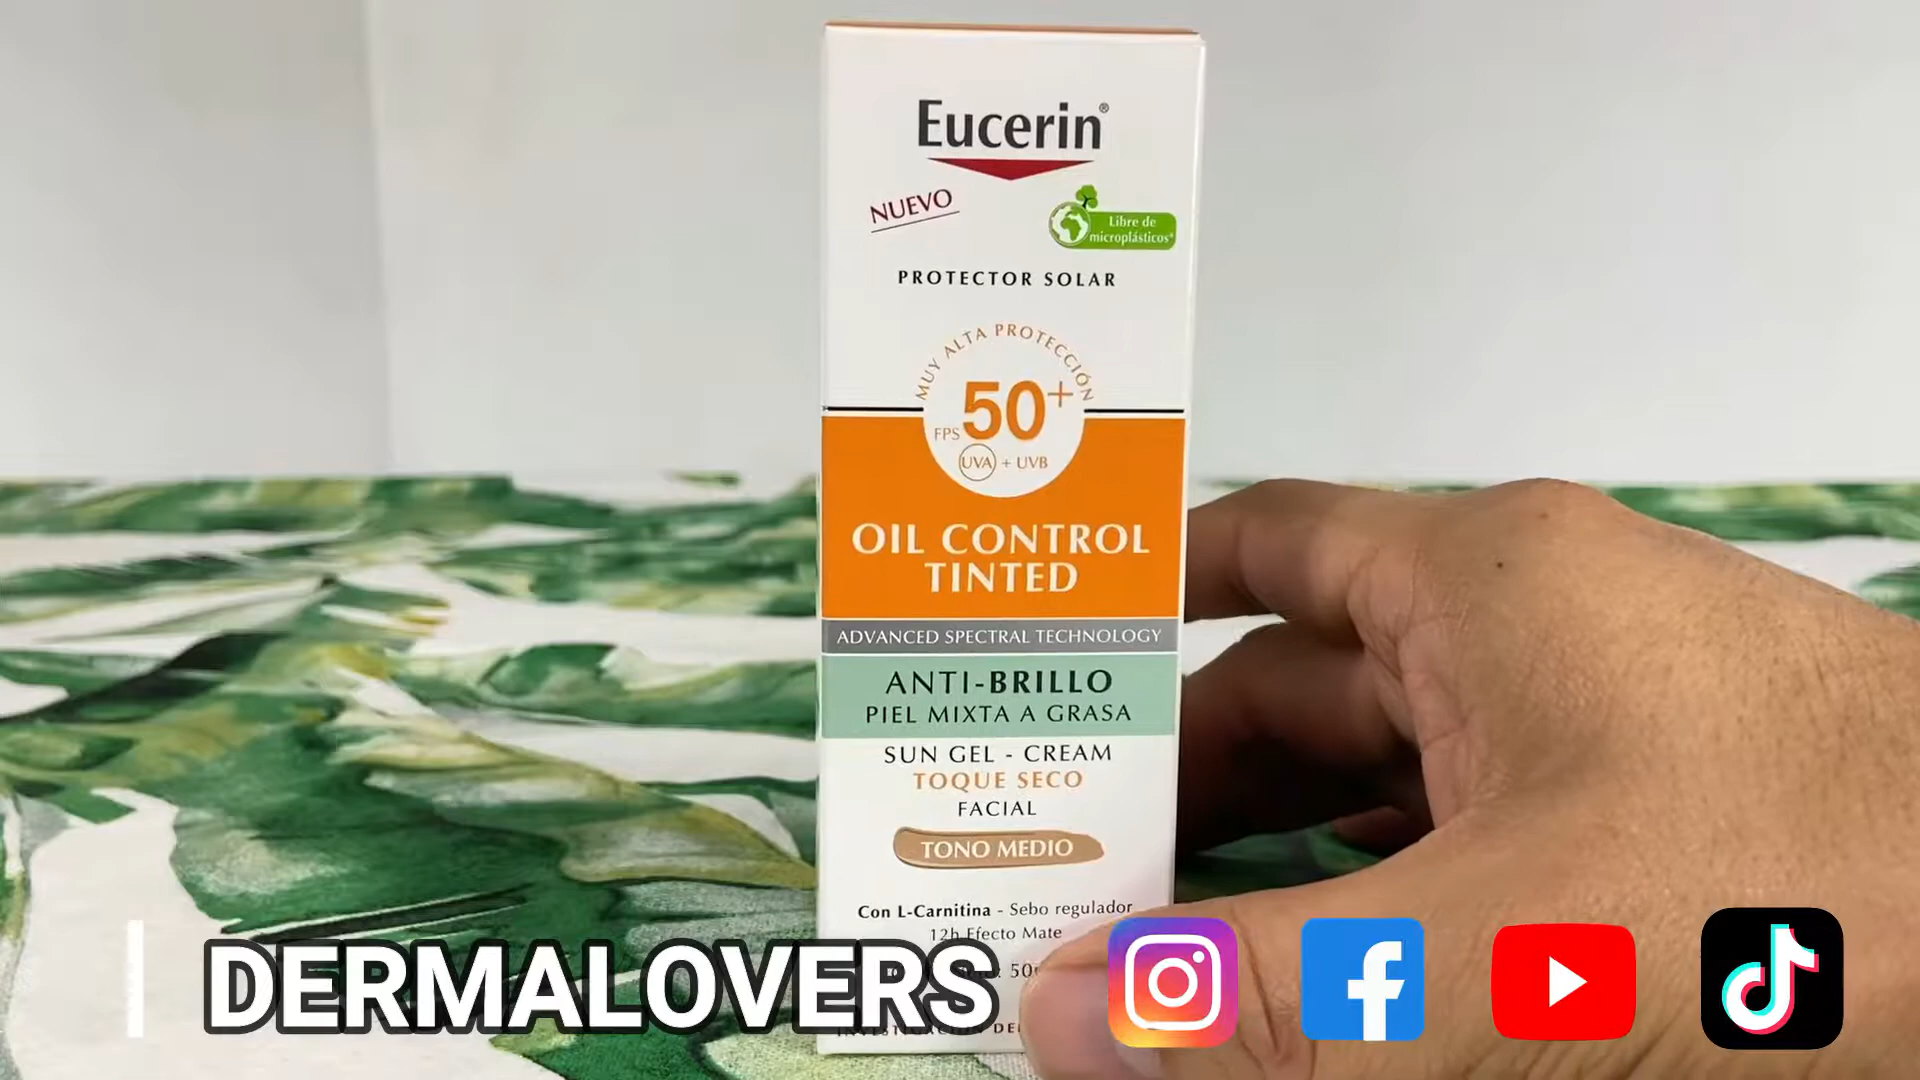 Eucerin®
NUEVO
Libre de
microplásticos*
PROTECTOR SOLAR
MUY ALTA PROTECCIÓN
FPS 50+
UVA + UVB
OIL CONTROL
TINTED
ADVANCED SPECTRAL TECHNOLOGY
ANTI-BRILLO
PIEL MIXTA A GRASA
SUN GEL - CREAM
TOQUE SECO
FACIAL
TONO MEDIO
Con L-Carnitina - Sebo regulador
12h Efecto Mate
DERMALOVERS